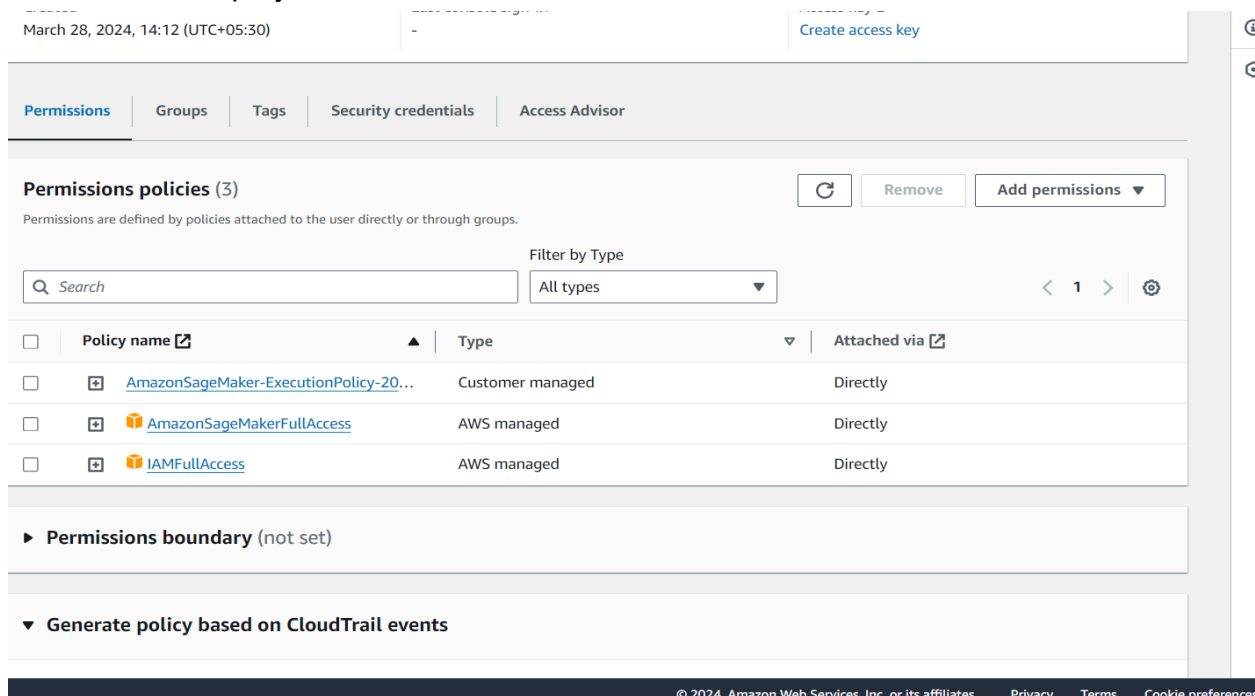 March 28, 2024, 14:12 (UTC+05:30)
-
Create access key
Permissions
Groups
Tags
Security credentials
Access Advisor
Permissions policies (3)
Remove
Add permissions
Permissions are defined by policies attached to the user directly or through groups.
Filter by Type
Search
All types
1
Policy name
Type
Attached via
AmazonSageMaker-ExecutionPolicy-20...
Customer managed
Directly
AmazonSageMakerFullAccess
AWS managed
Directly
IAMFullAccess
AWS managed
Directly
Permissions boundary (not set)
Generate policy based on CloudTrail events
© 2024, Amazon Web Services, Inc. or its affiliates.
Privacy
Terms
Cookie preferences